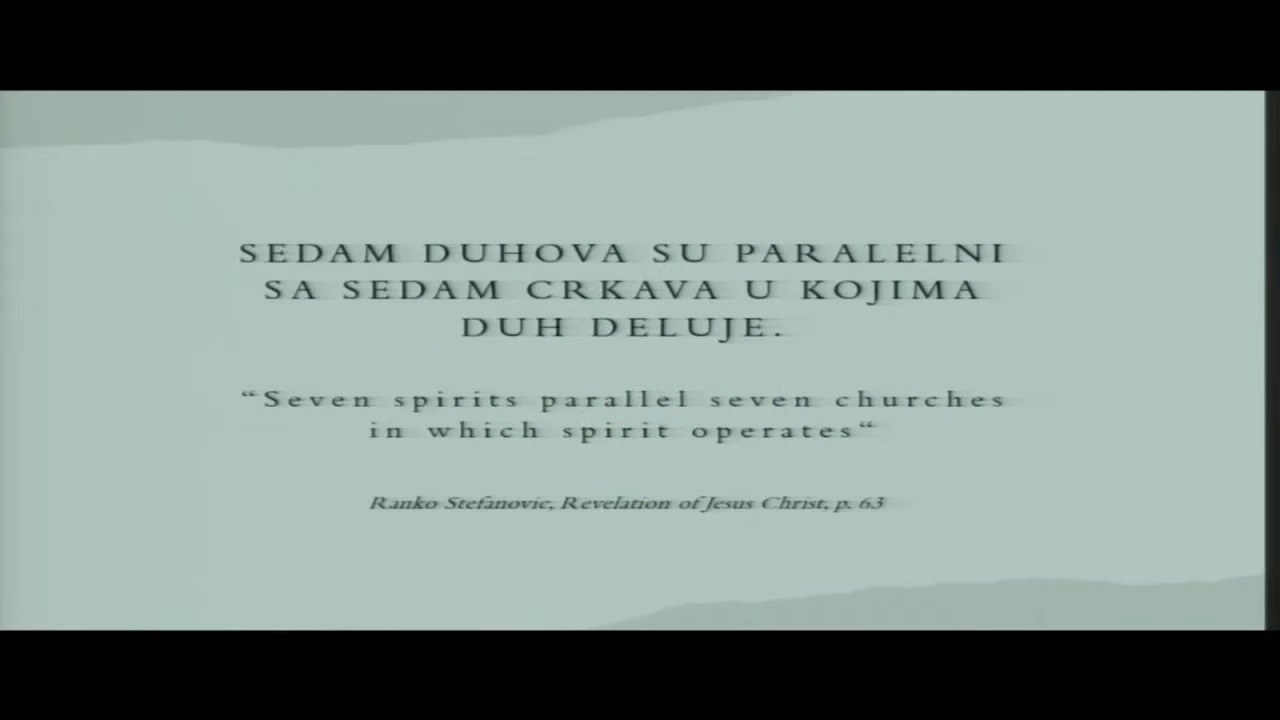 SEDAM DUHOVA SU PARALELNI
SA SEDAM CRKAVA U KOJIMA
DUH DELUJE.
“Seven spirits parallel seven churches
in which spirit operates“
Ranko Stefanovic, Revelation of Jesus Christ, p. 63